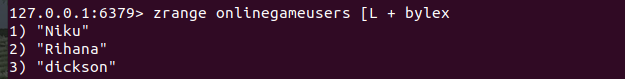 127.0.0.1:6379> zrange onlinegameusers [L + bylex
1) "Niku"
2) "Rihana"
3) "dickson"